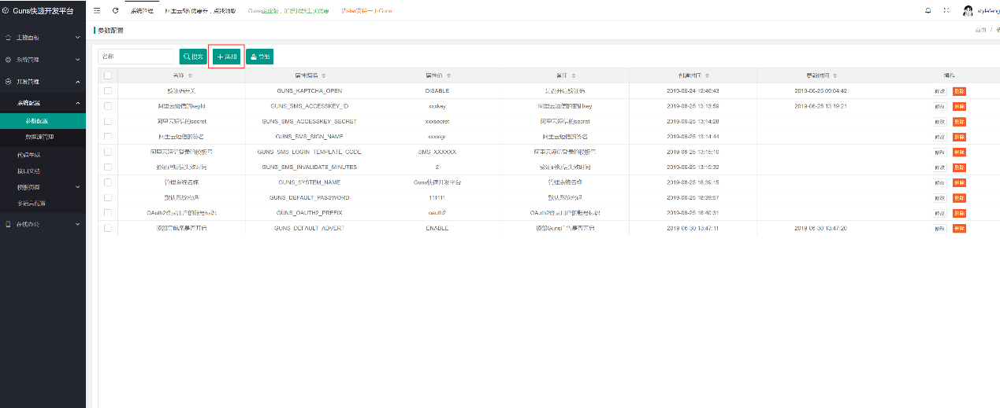 Guns快速开发平台
系统管理
阿里云5折优惠券，点我领取
stylefeng
主控面板
系统管理
开发管理
系统配置
参数配置
数据源管理
代码生成
接口文档
模板页面
多语言配置
在线办公
参数配置
首页 /
名称
搜索
添加
导出
名称 属性编码 属性值 备注 创建时间 更新时间 操作
验证码开关 GUNS_KAPTCHA_OPEN DISABLE 是否开启验证码 2019-06-24 12:46:43 2019-06-25 09:04:42 修改 删除
阿里云短信的keyId GUNS_SMS_ACCESSKEY_ID xxxkey 阿里云短信的密钥key 2019-06-25 13:13:59 2019-06-25 13:19:21 修改 删除
阿里云短信的secret GUNS_SMS_ACCESSKEY_SECRET xxxsecret 阿里云短信的secret 2019-06-25 13:14:28 修改 删除
阿里云短信的签名 GUNS_SMS_SIGN_NAME xxxsign 阿里云短信的签名 2019-06-25 13:14:44 修改 删除
阿里云短信登录的模板号 GUNS_SMS_LOGIN_TEMPLATE_CODE SMS_XXXXXX 阿里云短信登录的模板号 2019-06-25 13:15:10 修改 删除
验证码短信失效时间 GUNS_SMS_INVALIDATE_MINUTES 2 验证码短信失效时间 2019-06-25 13:15:32 修改 删除
管理系统名称 GUNS_SYSTEM_NAME Guns快速开发平台 管理系统名称 2019-06-25 18:39:15 修改 删除
默认系统密码 GUNS_DEFAULT_PASSWORD 111111 默认系统密码 2019-06-25 18:39:57 修改 删除
OAuth2登录用户的账号标识 GUNS_OAUTH2_PREFIX oauth2 OAuth2登录用户的账号标识 2019-06-25 18:40:31 修改 删除
顶部导航条是否开启 GUNS_DEFAULT_ADVERT ENABLE 顶部Guns广告是否开启 2019-06-30 13:47:11 2019-06-30 13:47:20 修改 删除